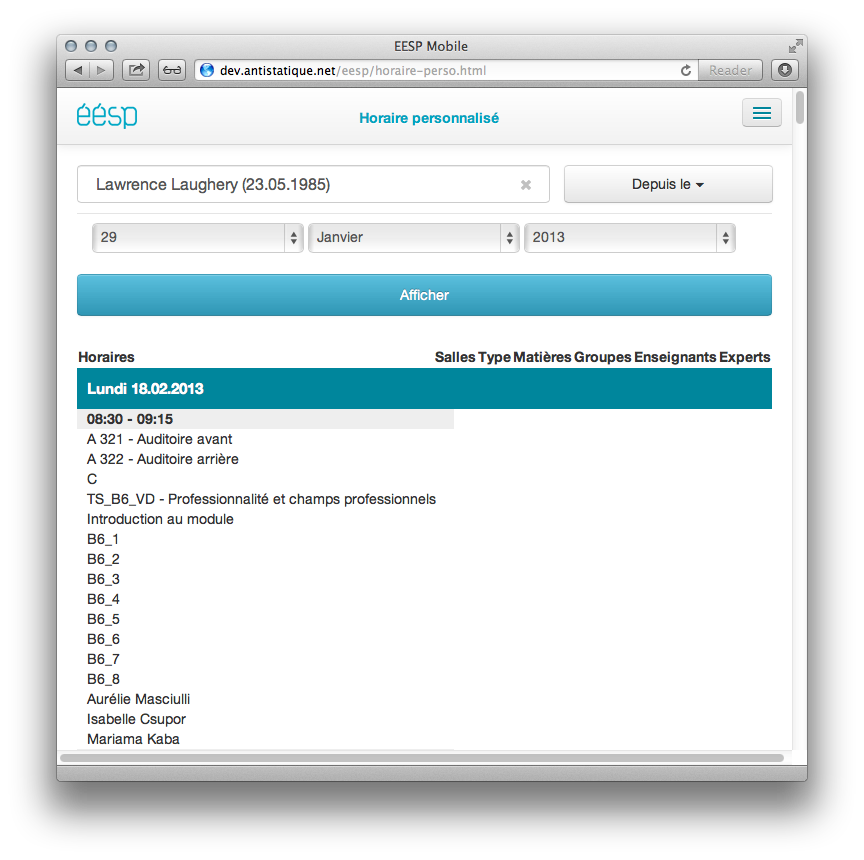 EESP Mobile
dev.antistatique.net/eesp/horaire-perso.html
Reader
éésp
Horaire personnalisé
Lawrence Laughery (23.05.1985)
Depuis le
29 Janvier 2013
Afficher
Horaires Salles Type Matières Groupes Enseignants Experts
Lundi 18.02.2013
08:30 - 09:15
A 321 - Auditoire avant
A 322 - Auditoire arrière
C
TS_B6_VD - Professionnalité et champs professionnels
Introduction au module
B6_1
B6_2
B6_3
B6_4
B6_5
B6_6
B6_7
B6_8
Aurélie Masciulli
Isabelle Csupor
Mariama Kaba